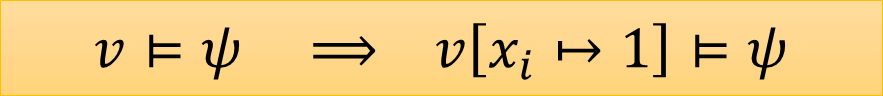 𝑣 ⊨ 𝜓 ⟹ 𝑣[𝑥ᵢ ↦ 1] ⊨ 𝜓